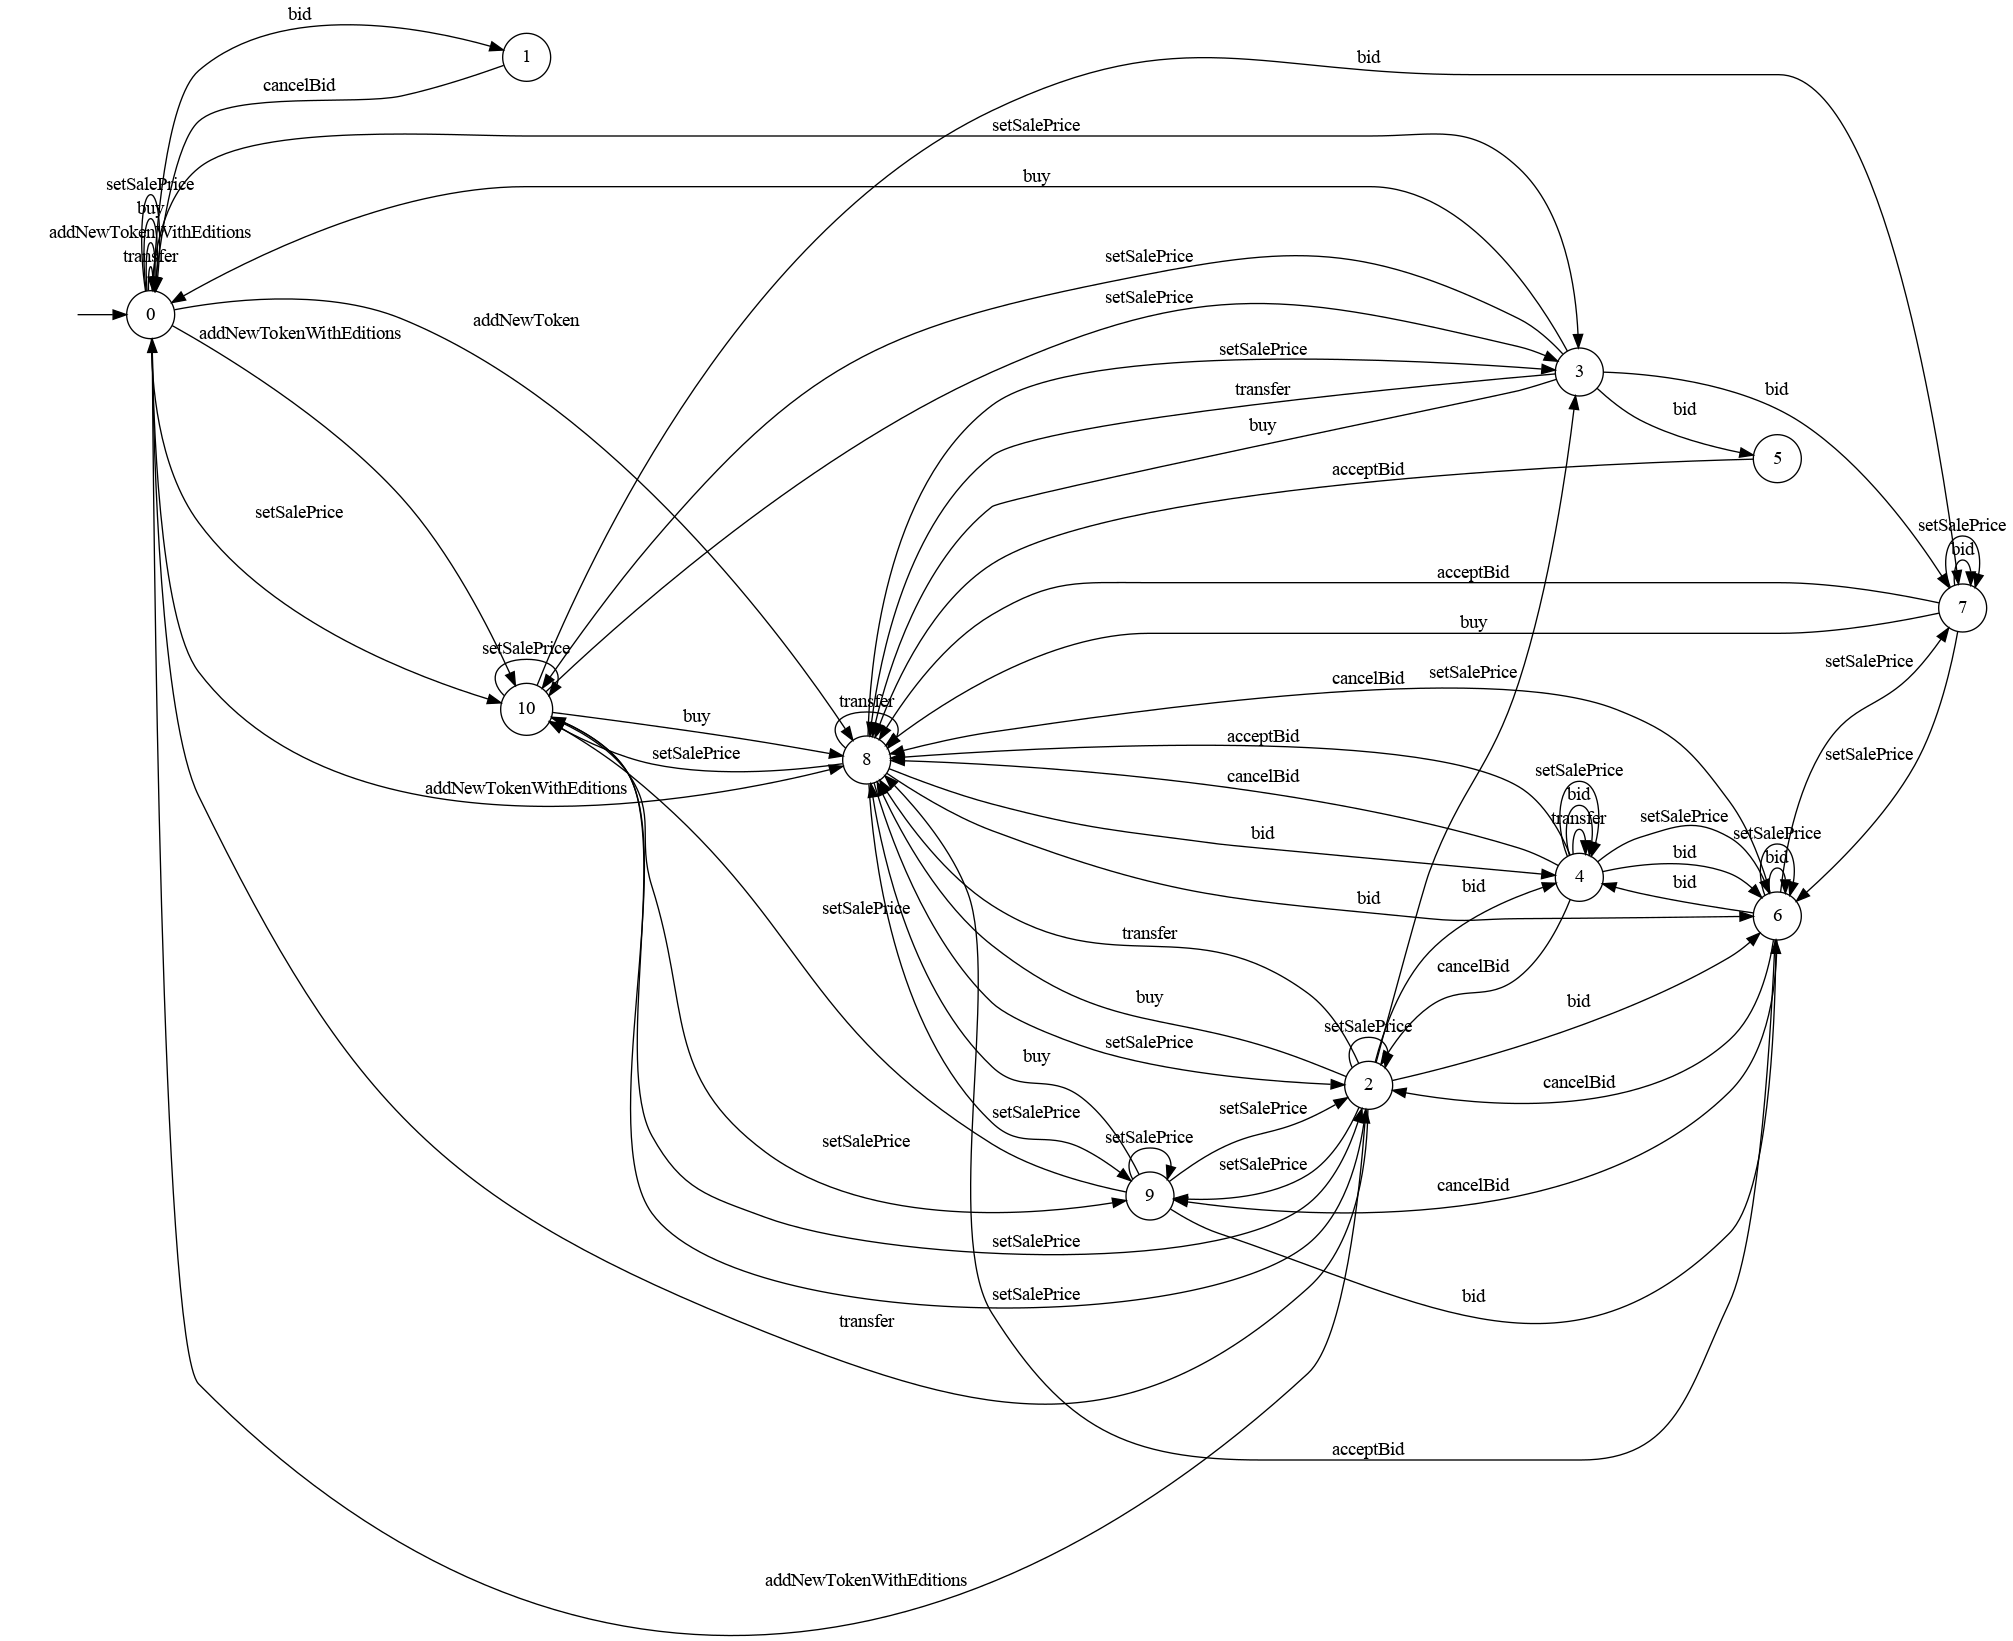 bid
1
bid
cancelBid
setSalePrice
buy
setSalePrice
buy
addNewTokenWithEditions
transfer
setSalePrice
setSalePrice
0
addNewToken
addNewTokenWithEditions
setSalePrice
3
transfer
bid
bid
buy
5
acceptBid
setSalePrice
setSalePrice
bid
acceptBid
7
buy
setSalePrice
setSalePrice
cancelBid
setSalePrice
transfer
10
buy
acceptBid
setSalePrice
setSalePrice
8
cancelBid
setSalePrice
addNewTokenWithEditions
bid
transfer
setSalePrice
bid
setSalePrice
bid
bid
4
bid
bid
bid
setSalePrice
6
transfer
cancelBid
buy
bid
setSalePrice
setSalePrice
buy
2
cancelBid
setSalePrice
setSalePrice
setSalePrice
setSalePrice
setSalePrice
cancelBid
9
setSalePrice
setSalePrice
bid
transfer
acceptBid
addNewTokenWithEditions